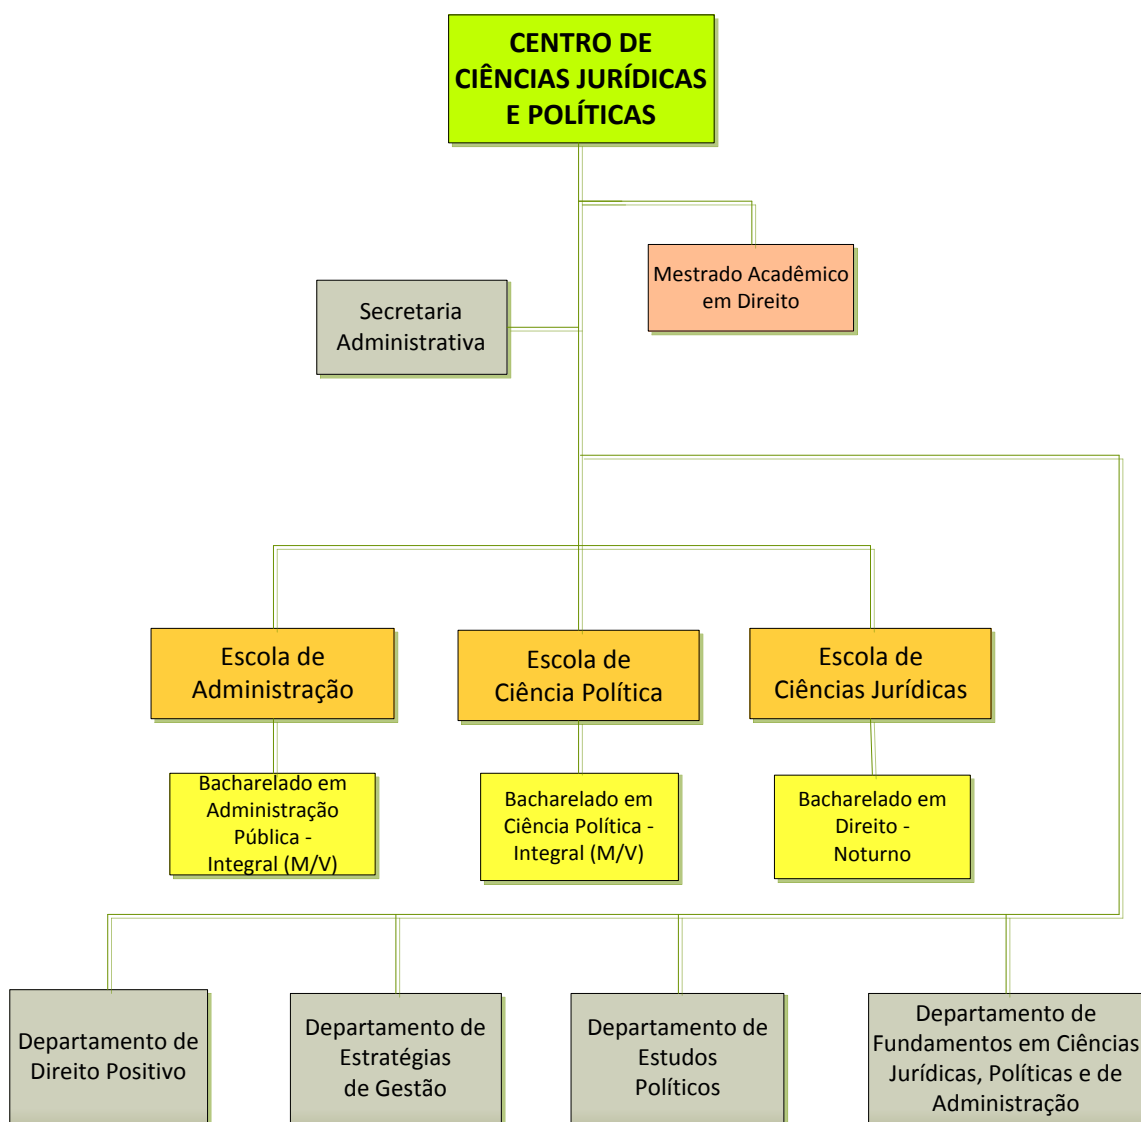 CENTRO DE
CIÊNCIAS JURÍDICAS
E POLÍTICAS
Mestrado Acadêmico
em Direito
Secretaria
Administrativa
Escola de
Administração
Escola de
Ciência Política
Escola de
Ciências Jurídicas
Bacharelado em
Administração
Pública -
Integral (M/V)
Bacharelado em
Ciência Política -
Integral (M/V)
Bacharelado em
Direito -
Noturno
Departamento de
Direito Positivo
Departamento de
Estratégias
de Gestão
Departamento de
Estudos
Políticos
Departamento de
Fundamentos em Ciências
Jurídicas, Políticas e de
Administração